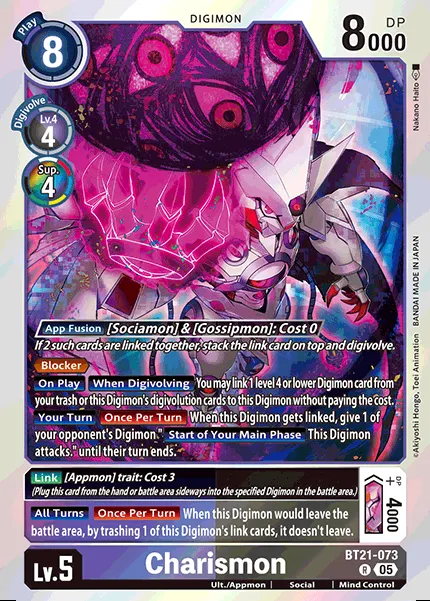 Play
8
DIGIMON
DP
8000
Nakano Haito
Digivolve
Lv.4
4
Sup.
4
App Fusion [Sociamon] & [Gossipmon]: Cost 0
If 2 such cards are linked together, stack the link card on top and digivolve.
Blocker
On Play When Digivolving You may link 1 level 4 or lower Digimon card from
your trash or this Digimon's digivolution cards to this Digimon without paying the cost.
Your Turn Once Per Turn When this Digimon gets linked, give 1 of
your opponent's Digimon " Start of Your Main Phase This Digimon
attacks." until their turn ends.
©Akiyoshi Hongo, Toei Animation BANDAI MADE IN JAPAN
Link [Appmon] trait: Cost 3
(Plug this card from the hand or battle area sideways into the specified Digimon in the battle area.)
DP
+4000
All Turns Once Per Turn When this Digimon would leave the
battle area, by trashing 1 of this Digimon's link cards, it doesn't leave.
Lv.5
Charismon
BT21-073
R 05
Ult./Appmon Social Mind Control